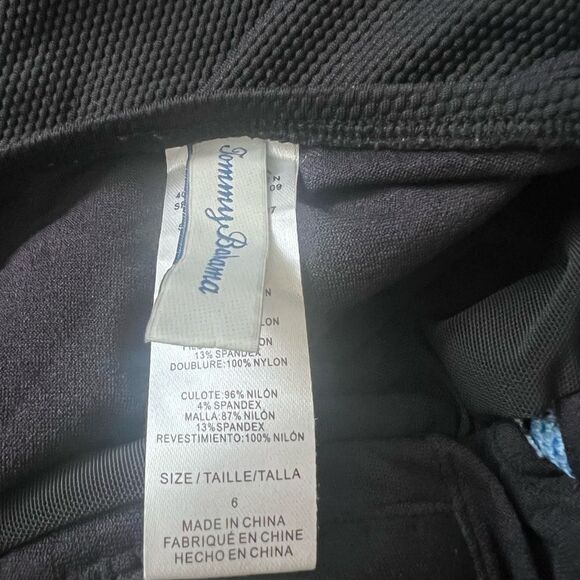 Tommy Bahama
13% SPANDEX
DOUBLURE:100% NYLON
CULOTE:96% NILÓN
4% SPANDEX
MALLA:87% NILÓN
13%SPANDEX
REVESTIMIENTO:100% NILÓN
SIZE/TAILLE/TALLA
6
MADE IN CHINA
FABRIQUÉ EN CHINE
HECHO EN CHINA